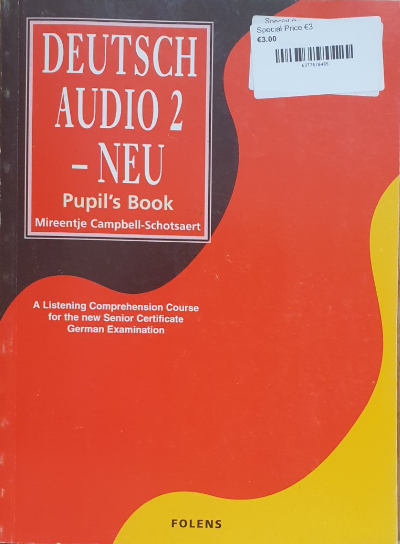 Special Price €3
€3.00
DEUTSCH
AUDIO 2
– NEU
Pupil's Book
Mireentje Campbell-Schotsaert
A Listening Comprehension Course
for the new Senior Certificate
German Examination
FOLENS